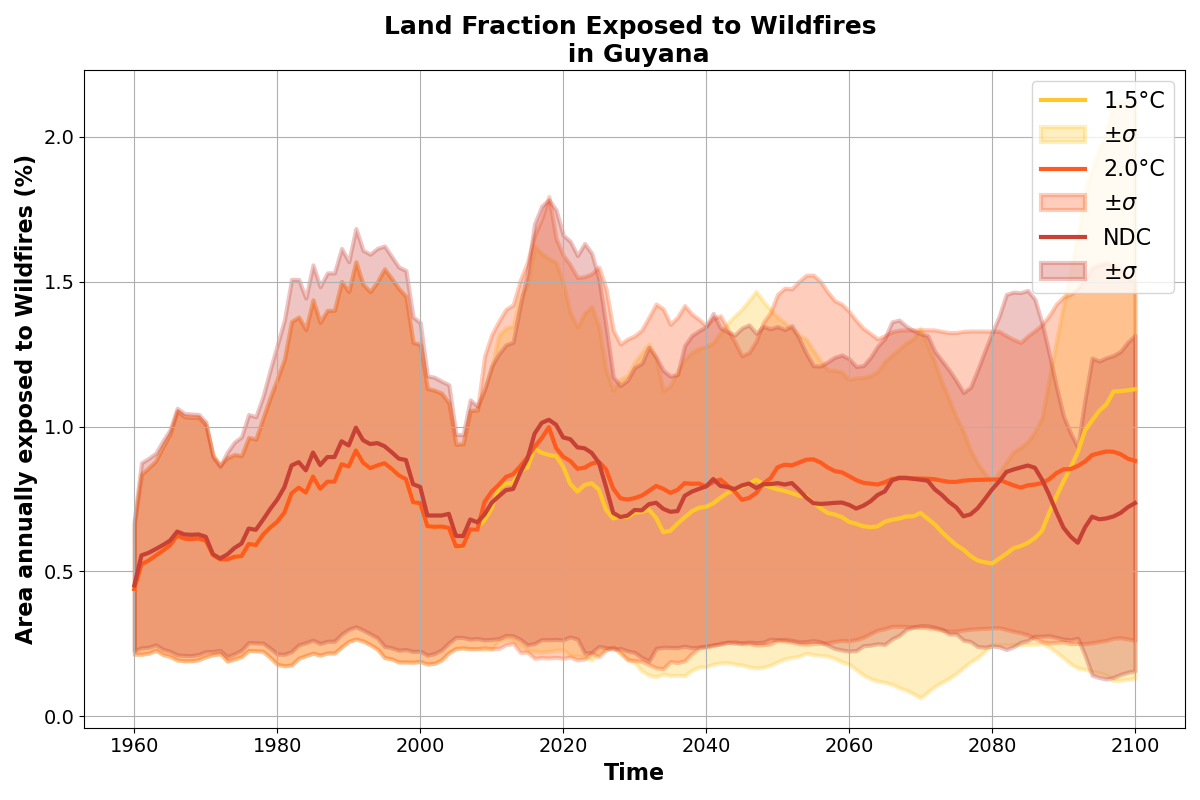 Land Fraction Exposed to Wildfires
in Guyana
Area annually exposed to Wildfires (%)
2.0
1.5
1.0
0.5
0.0
1.5°C
±σ
2.0°C
±σ
NDC
±σ
1960 1980 2000 2020 2040 2060 2080 2100
Time